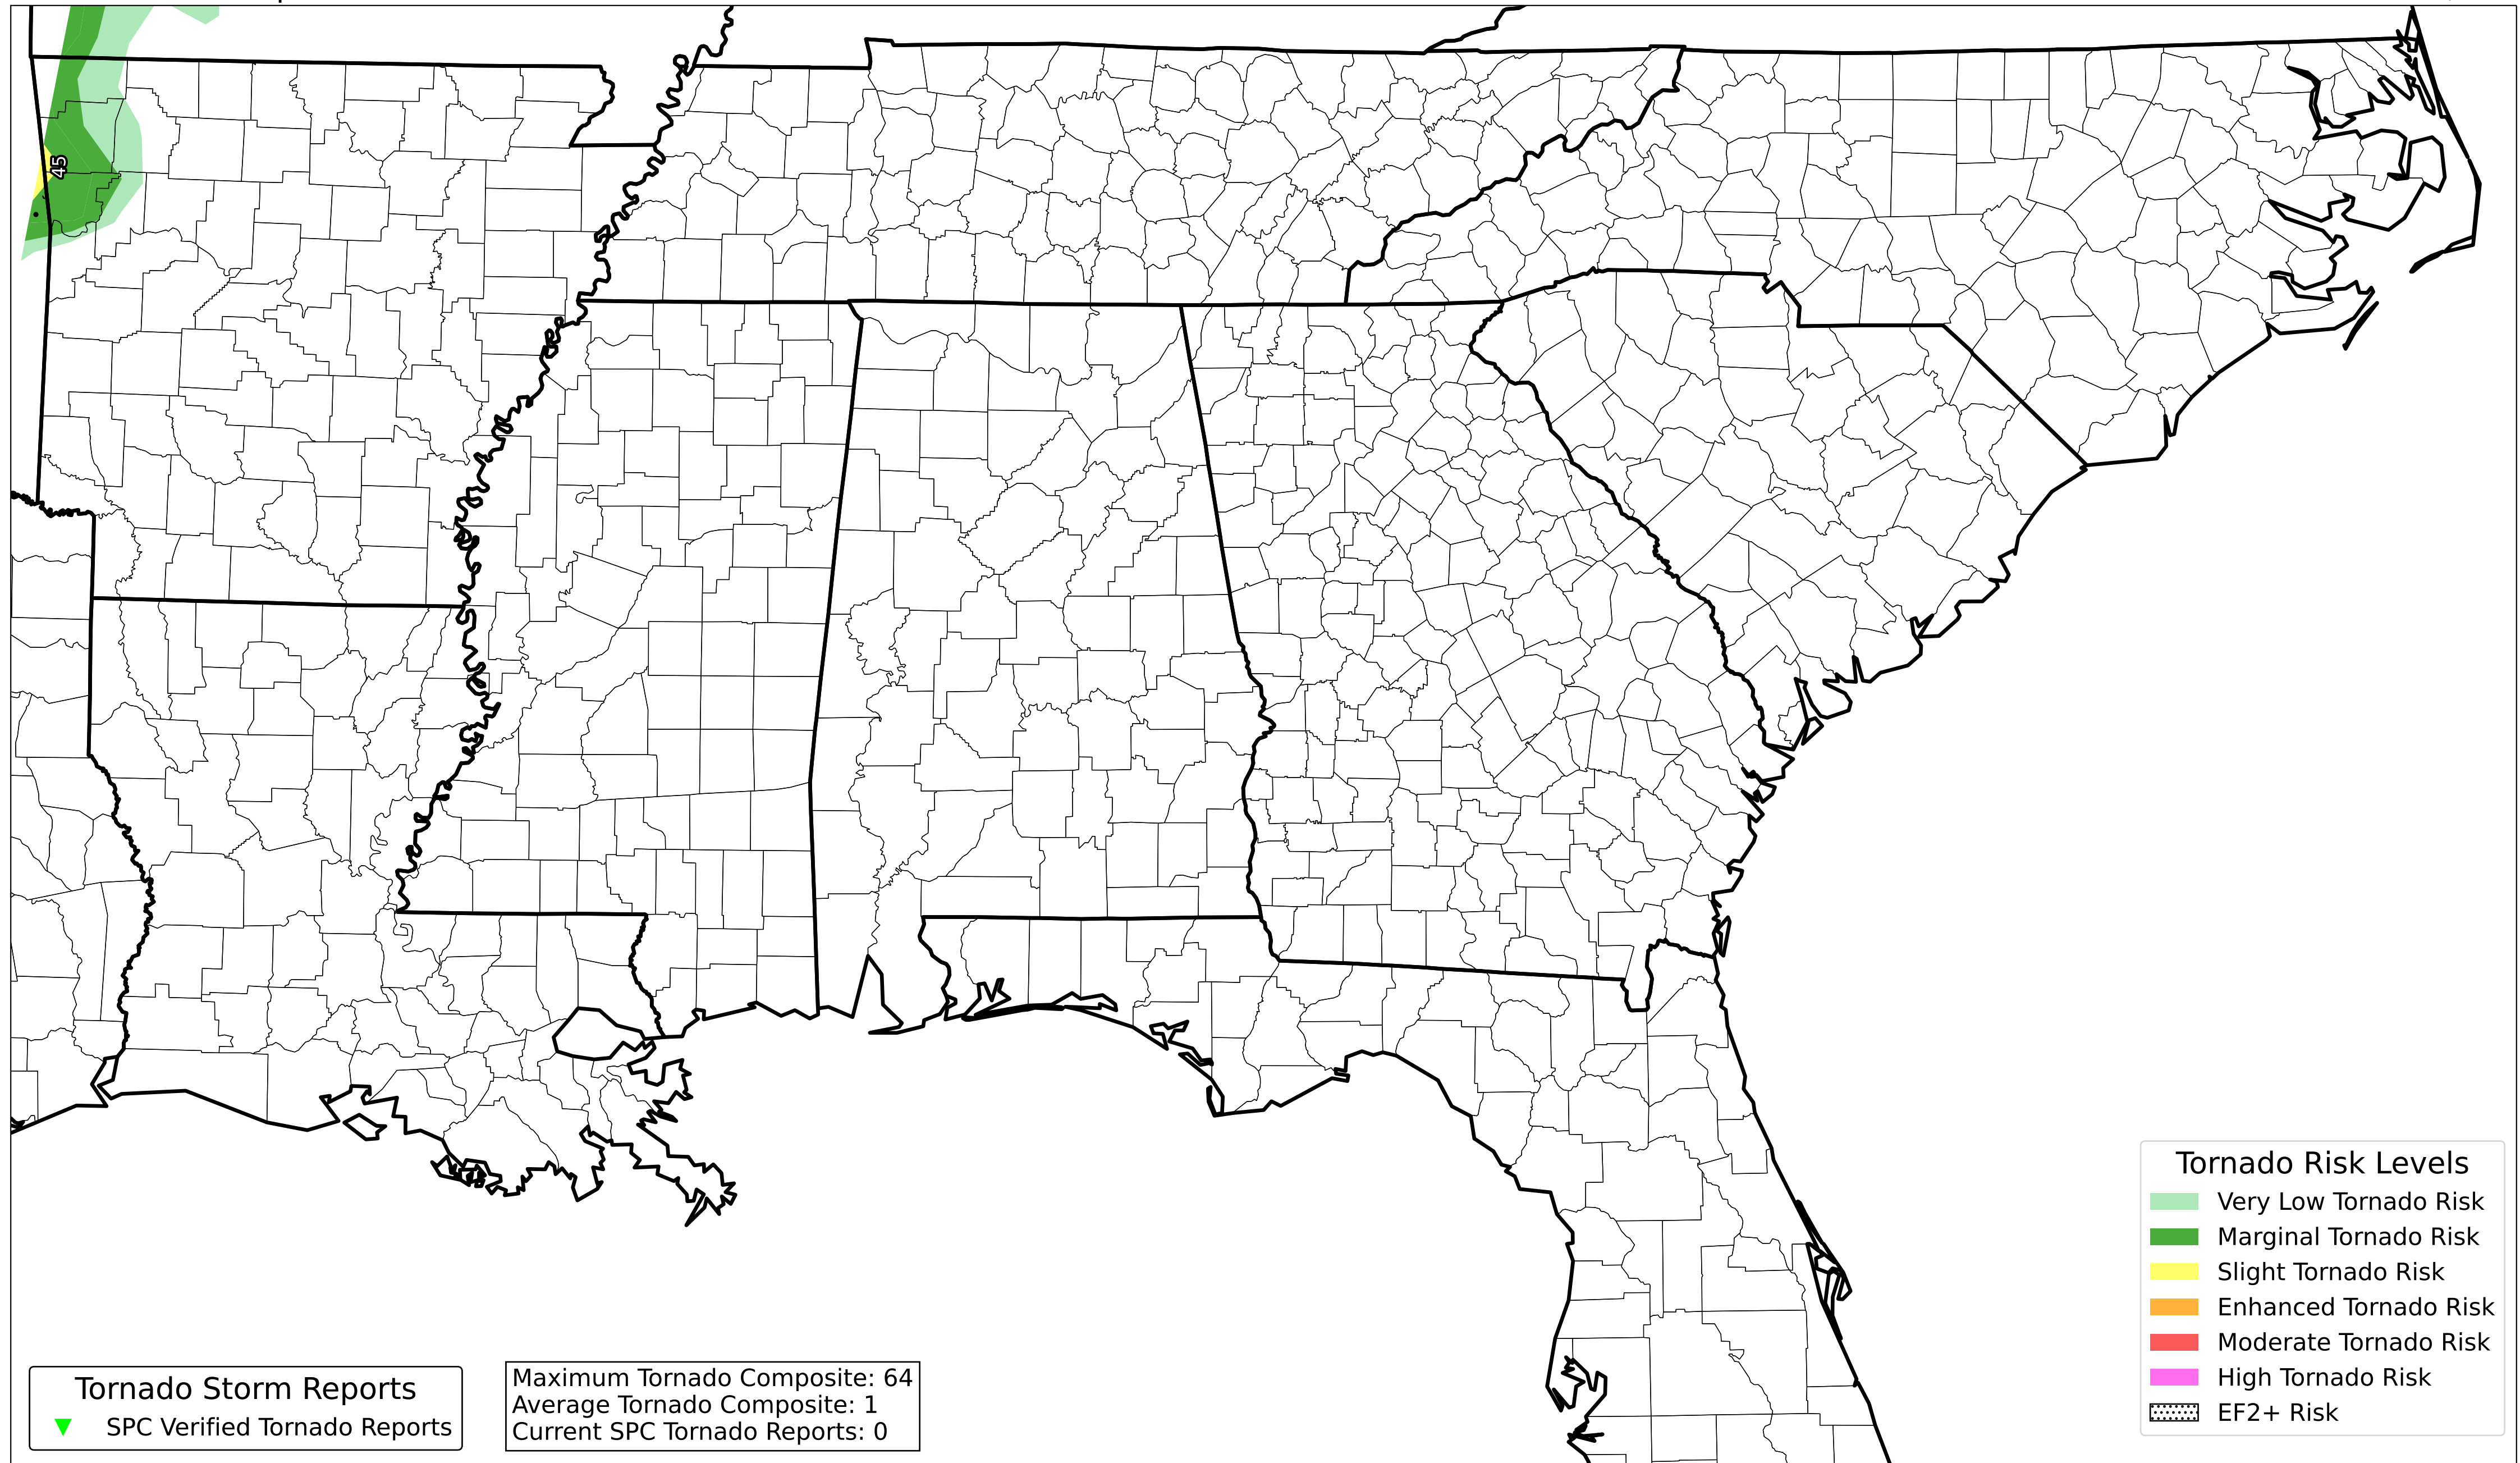 45
Tornado Risk Levels
Very Low Tornado Risk
Marginal Tornado Risk
Slight Tornado Risk
Enhanced Tornado Risk
Moderate Tornado Risk
High Tornado Risk
EF2+ Risk
Tornado Storm Reports
SPC Verified Tornado Reports
Maximum Tornado Composite: 64
Average Tornado Composite: 1
Current SPC Tornado Reports: 0